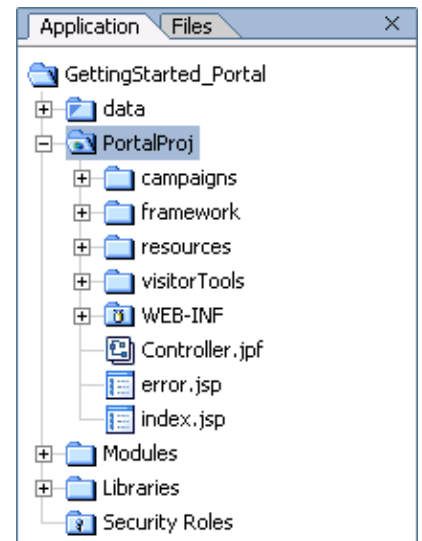 Application Files
GettingStarted_Portal
data
PortalProj
campaigns
framework
resources
visitorTools
WEB-INF
Controller.jpf
error.jsp
index.jsp
Modules
Libraries
Security Roles